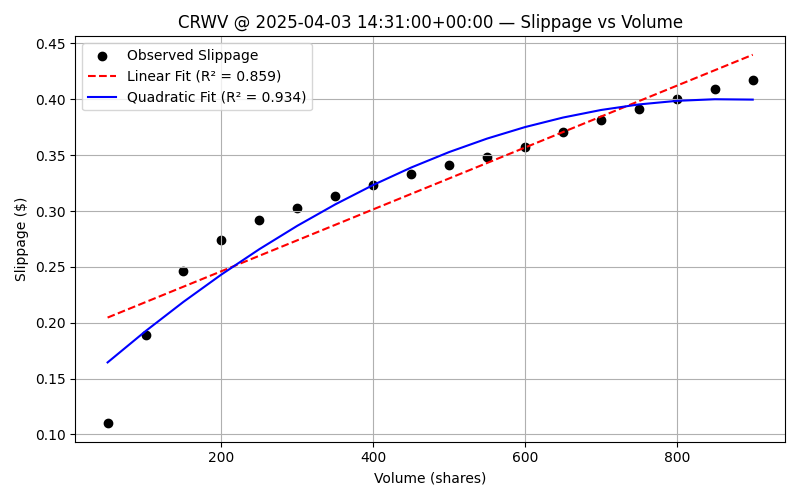 CRWV @ 2025-04-03 14:31:00+00:00 — Slippage vs Volume
Observed Slippage
Linear Fit (R² = 0.859)
Quadratic Fit (R² = 0.934)
Slippage ($)
0.45
0.40
0.35
0.30
0.25
0.20
0.15
0.10
200 400 600 800
Volume (shares)